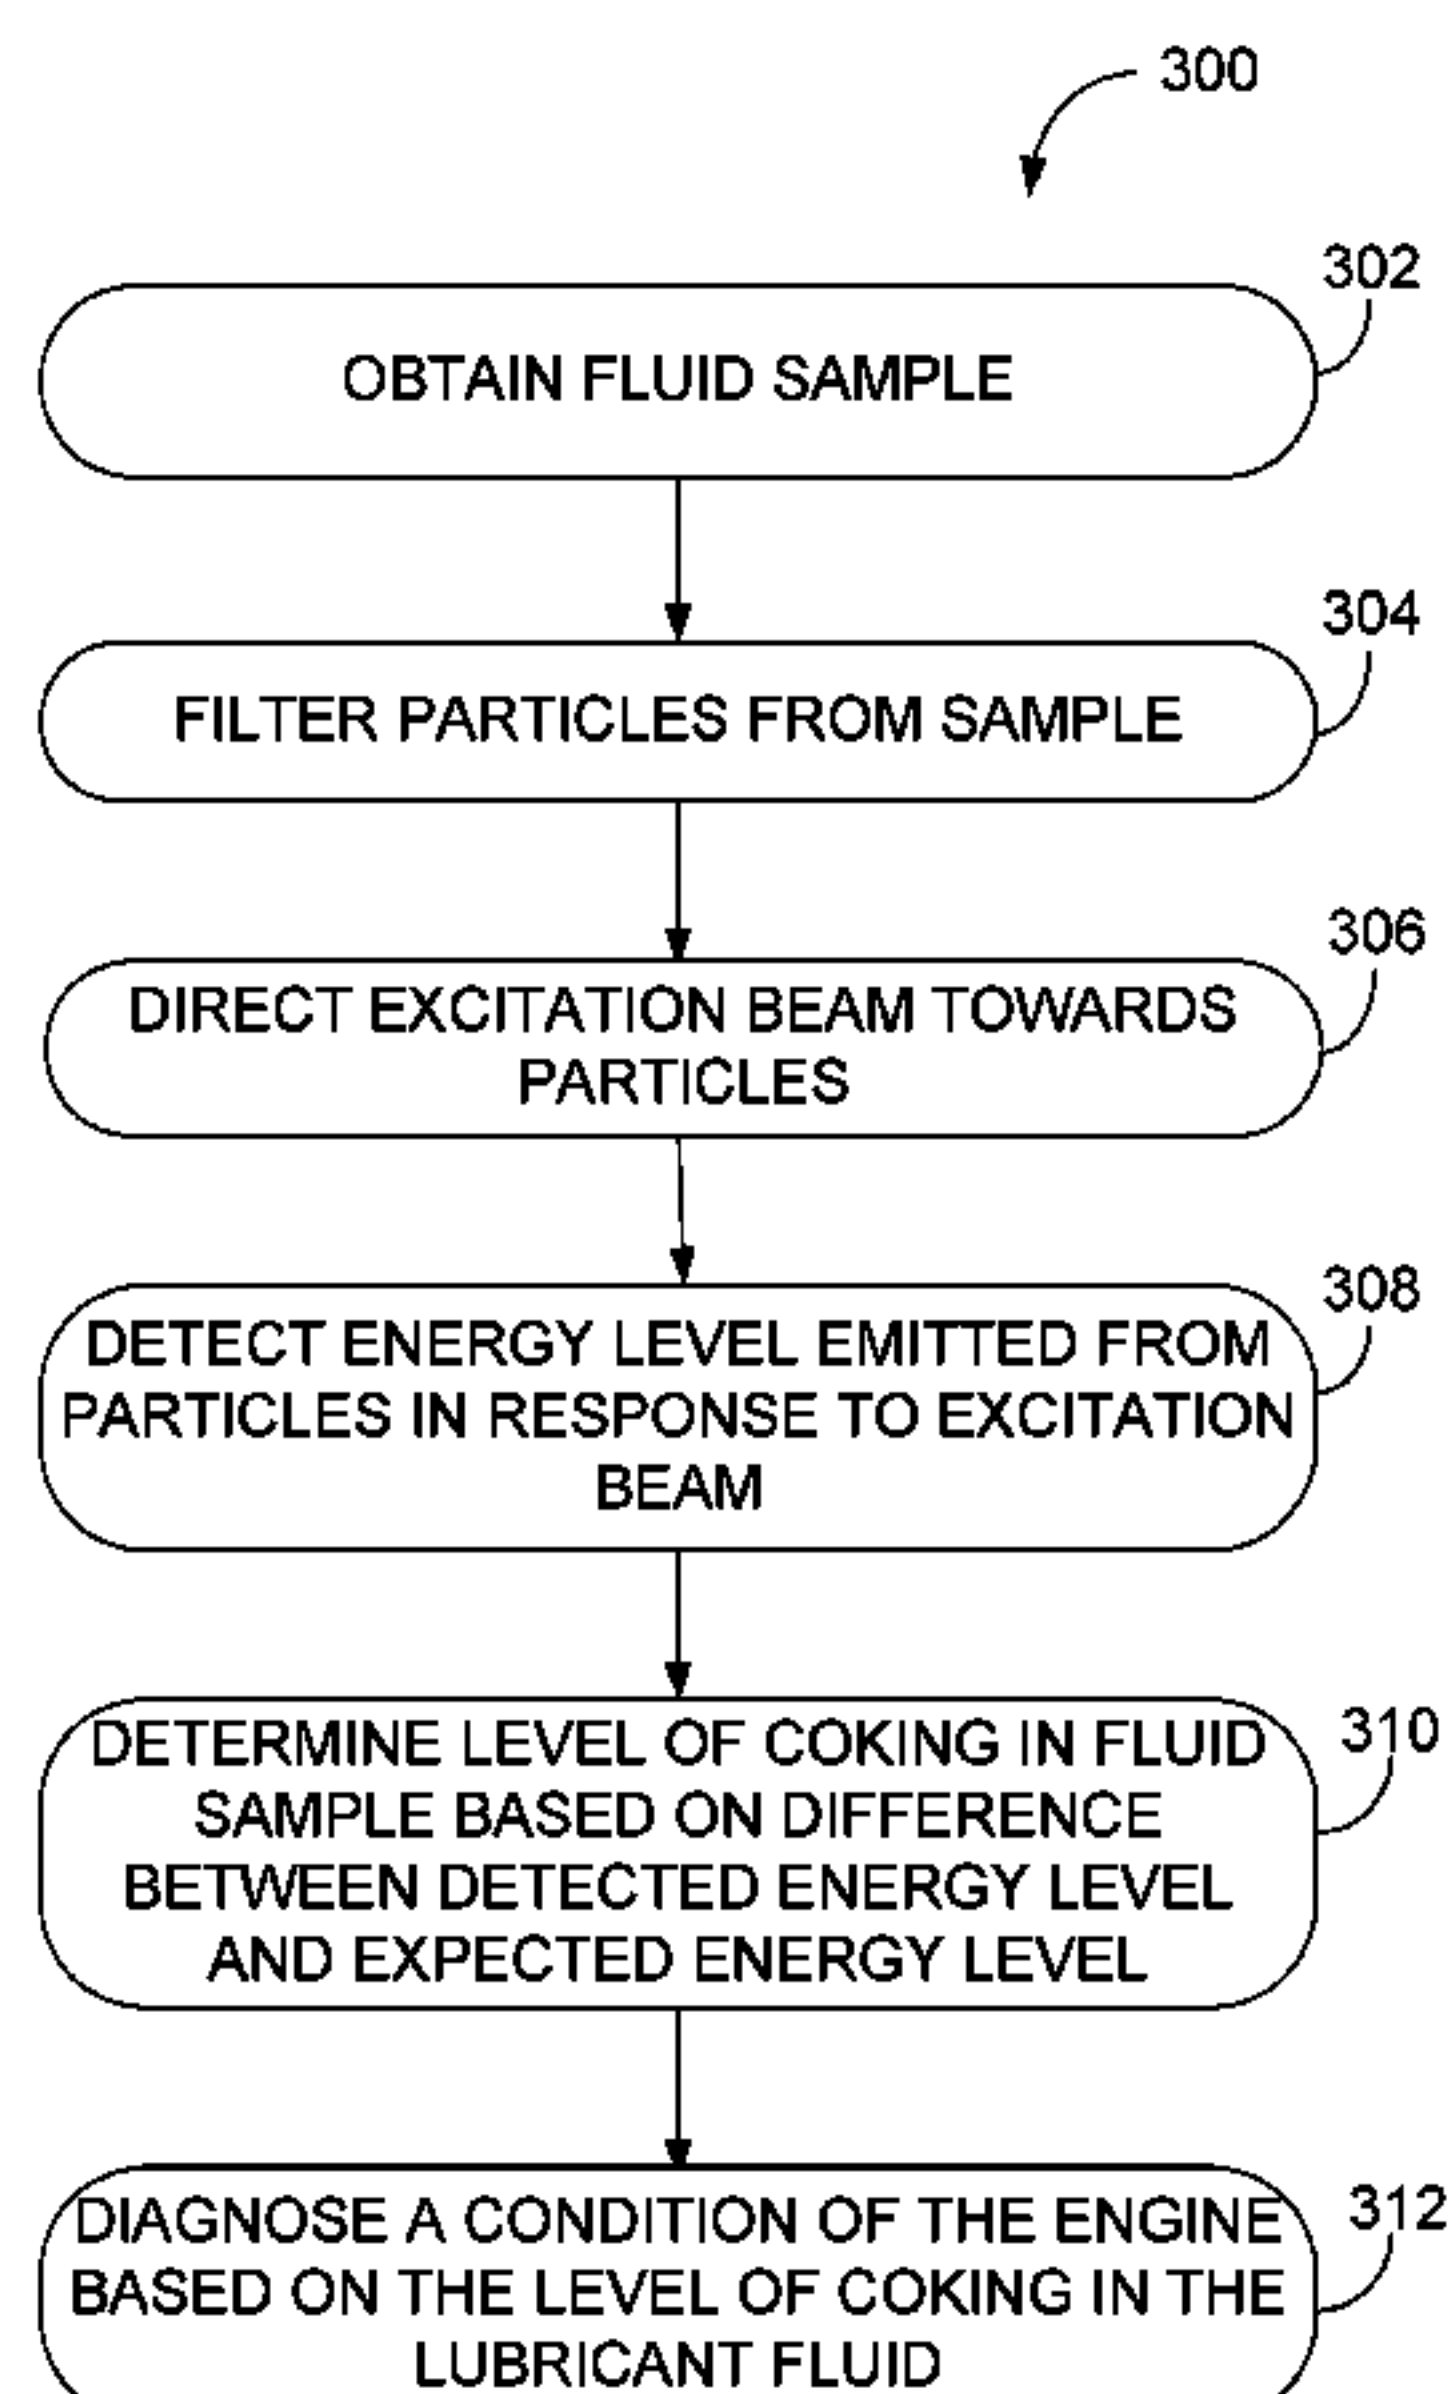 300
302
OBTAIN FLUID SAMPLE
304
FILTER PARTICLES FROM SAMPLE
306
DIRECT EXCITATION BEAM TOWARDS
PARTICLES
308
DETECT ENERGY LEVEL EMITTED FROM
PARTICLES IN RESPONSE TO EXCITATION
BEAM
310
DETERMINE LEVEL OF COKING IN FLUID
SAMPLE BASED ON DIFFERENCE
BETWEEN DETECTED ENERGY LEVEL
AND EXPECTED ENERGY LEVEL
312
DIAGNOSE A CONDITION OF THE ENGINE
BASED ON THE LEVEL OF COKING IN THE
LUBRICANT FLUID